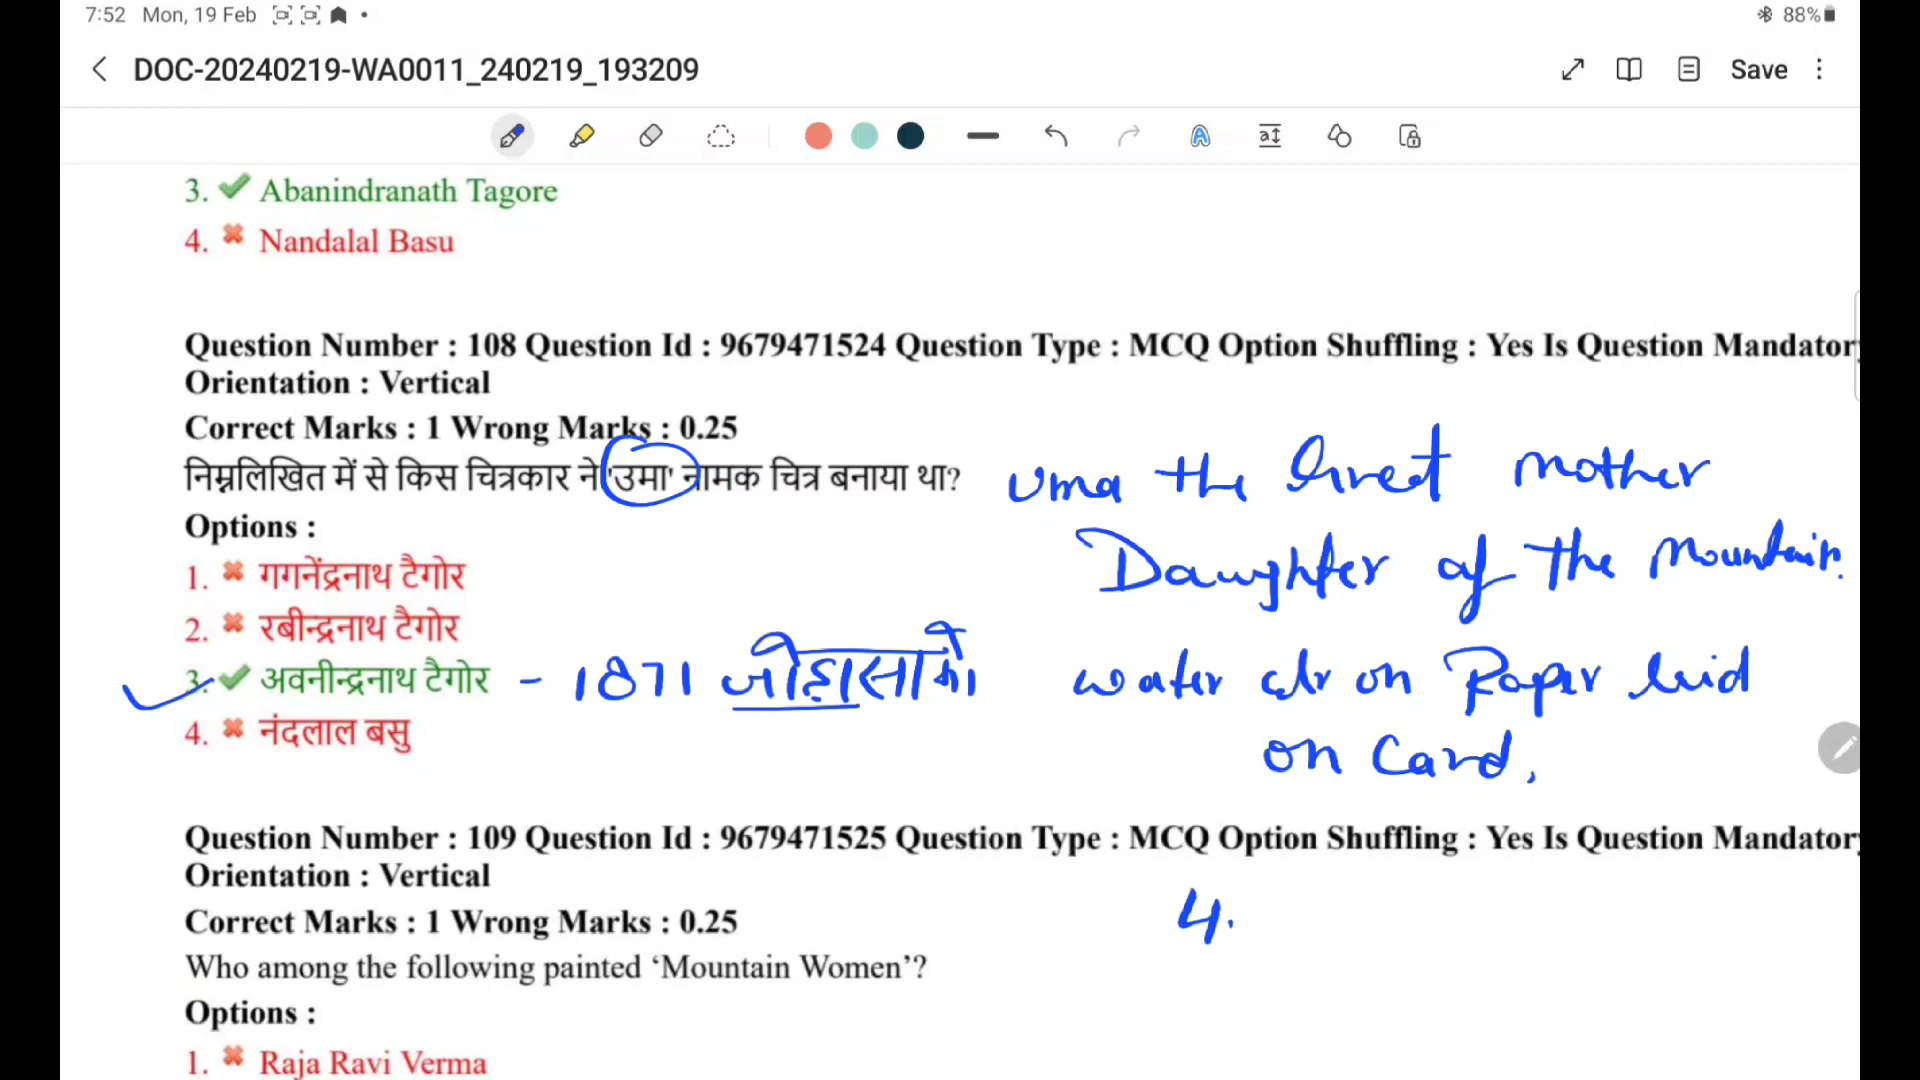 7:52 Mon, 19 Feb
88%
DOC-20240219-WA0011_240219_193209
Save
3. Abanindranath Tagore
4. Nandalal Basu
Question Number : 108 Question Id : 9679471524 Question Type : MCQ Option Shuffling : Yes Is Question Mandatory
Orientation : Vertical
Correct Marks : 1 Wrong Marks : 0.25
निम्नलिखित में से किस चित्रकार ने 'उमा' नामक चित्र बनाया था?
Uma the Great mother
Daughter of the Mountain.
Options :
1. गगनेंद्रनाथ टैगोर
2. रबीन्द्रनाथ टैगोर
3. अवनीन्द्रनाथ टैगोर - 1871 जोड़ासांको
water clr on Paper laid
4. नंदलाल बसु
on Card.
Question Number : 109 Question Id : 9679471525 Question Type : MCQ Option Shuffling : Yes Is Question Mandatory
Orientation : Vertical
Correct Marks : 1 Wrong Marks : 0.25
4.
Who among the following painted ‘Mountain Women’?
Options :
1. Raja Ravi Verma